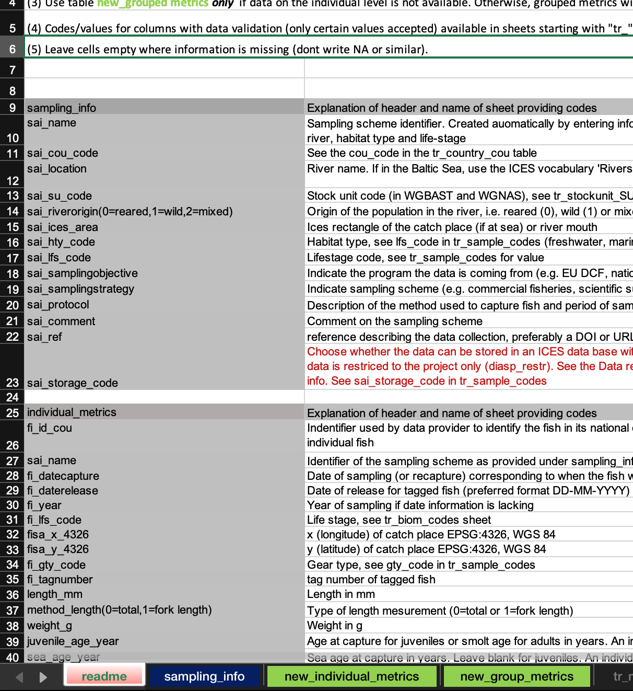 4 (3) Use table new_grouped metrics only if data on the individual level is not available. Otherwise, grouped metrics wi
5 (4) Codes/values for columns with data validation (only certain values accepted) available in sheets starting with "tr_"
6 (5) Leave cells empty where information is missing (dont write NA or similar).
7
8
9 sampling_info Explanation of header and name of sheet providing codes
10 sai_name Sampling scheme identifier. Created auomatically by entering info
river, habitat type and life-stage
11 sai_cou_code See the cou_code in the tr_country_cou table
12 sai_location River name. If in the Baltic Sea, use the ICES vocabulary 'Rivers
13 sai_su_code Stock unit code (in WGBAST and WGNAS), see tr_stockunit_SU
14 sai_riverorigin(0=reared,1=wild,2=mixed) Origin of the population in the river, i.e. reared (0), wild (1) or mix
15 sai_ices_area Ices rectangle of the catch place (if at sea) or river mouth
16 sai_hty_code Habitat type, see lfs_code in tr_sample_codes (freshwater, mari
17 sai_lfs_code Lifestage code, see tr_sample_codes for value
18 sai_samplingobjective Indicate the program the data is coming from (e.g. EU DCF, natio
19 sai_samplingstrategy Indicate sampling scheme (e.g. commercial fisheries, scientific su
20 sai_protocol Description of the method used to capture fish and period of sam
21 sai_comment Comment on the sampling scheme
22 sai_ref reference describing the data collection, preferably a DOI or URL
Choose whether the data can be stored in an ICES data base wit
data is restriced to the project only (diasp_restr). See the Data re
23 sai_storage_code info. See sai_storage_code in tr_sample_codes
24
25 individual_metrics Explanation of header and name of sheet providing codes
26 fi_id_cou Indentifier used by data provider to identify the fish in its national
individual fish
27 sai_name Identifier of the sampling scheme as provided under sampling_inf
28 fi_datecapture Date of sampling (or recapture) corresponding to when the fish w
29 fi_daterelease Date of release for tagged fish (preferred format DD-MM-YYYY)
30 fi_year Year of sampling if date information is lacking
31 fi_lfs_code Life stage, see tr_biom_codes sheet
32 fisa_x_4326 x (longitude) of catch place EPSG:4326, WGS 84
33 fisa_y_4326 y (latitude) of catch place EPSG:4326, WGS 84
34 fi_gty_code Gear type, see gty_code in tr_sample_codes
35 fi_tagnumber tag number of tagged fish
36 length_mm Length in mm
37 method_length(0=total,1=fork length) Type of length mesurement (0=total or 1=fork length)
38 weight_g Weight in g
39 juvenile_age_year Age at capture for juveniles or smolt age for adults in years. An in
40 sea_age_year Sea age at capture in years. Leave blank for juveniles. An individ
readme sampling_info new_individual_metrics new_group_metrics tr_r